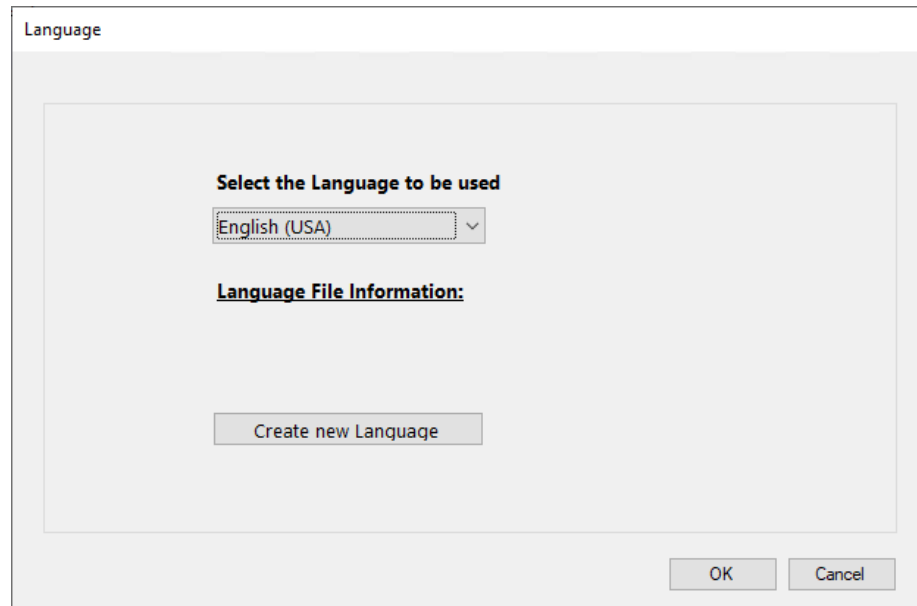 Language
Select the Language to be used
English (USA)
Language File Information:
Create new Language
OK
Cancel